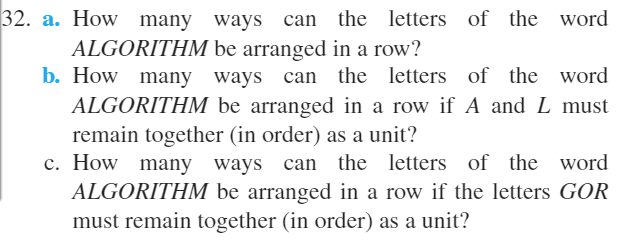 32. a. How many ways can the letters of the word
ALGORITHM be arranged in a row?
b. How many ways can the letters of the word
ALGORITHM be arranged in a row if A and L must
remain together (in order) as a unit?
c. How many ways can the letters of the word
ALGORITHM be arranged in a row if the letters GOR
must remain together (in order) as a unit?